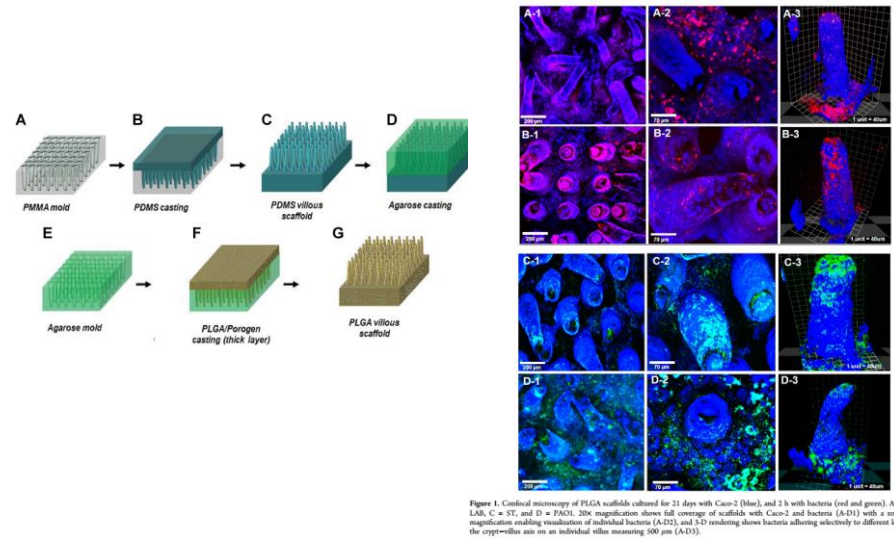 A
B
C
D
PMMA mold
PDMS casting
PDMS villous
scaffold
Agarose casting
E
F
G
Agarose mold
PLGA/Porogen
casting (thick layer)
PLGA villous
scaffold
A-1
A-2
A-3
200 µm
70 µm
1 unit = 40um
B-1
B-2
B-3
200 µm
70 µm
1 unit = 40um
C-1
C-2
C-3
200 µm
70 µm
1 unit = 40um
D-1
D-2
D-3
200 µm
70 µm
1 unit = 40um
Figure 1. Confocal microscopy of PLGA scaffolds cultured for 21 days with Caco-2 (blue), and 2 h with bacteria (red and green). A
LAB, C = ST, and D = PAO1. 20X magnification shows full coverage of scaffolds with Caco-2 and bacteria (A-D1) with a
magnification enabling visualization of individual bacteria (A-D2), and 3-D rendering shows bacteria adhering selectively to different
the crypt−villus axis on an individual villus measuring 500 µm (A-D3).